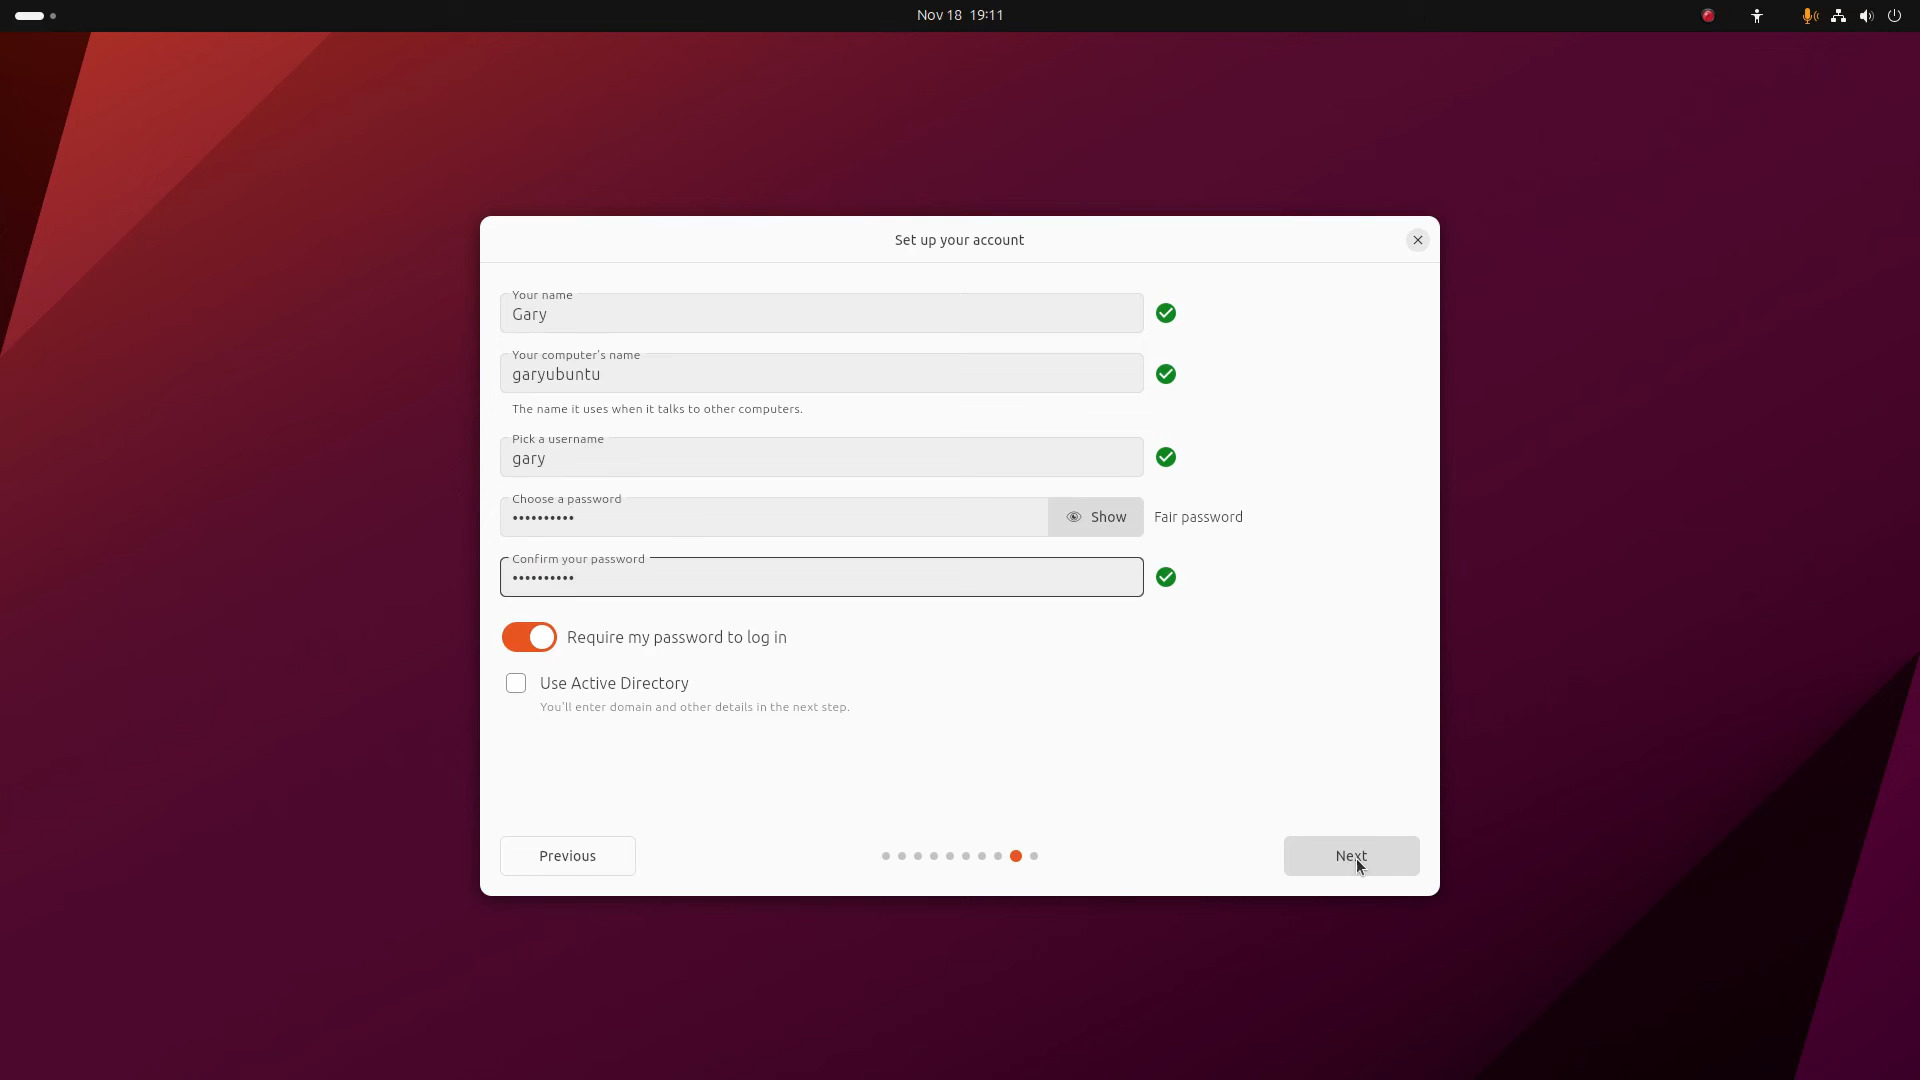 Nov 18 19:11
Set up your account
Your name
Gary
Your computer's name
garyubuntu
The name it uses when it talks to other computers.
Pick a username
gary
Choose a password
••••••••••
Show
Fair password
Confirm your password
••••••••••
Require my password to log in
Use Active Directory
You'll enter domain and other details in the next step.
Previous
Next